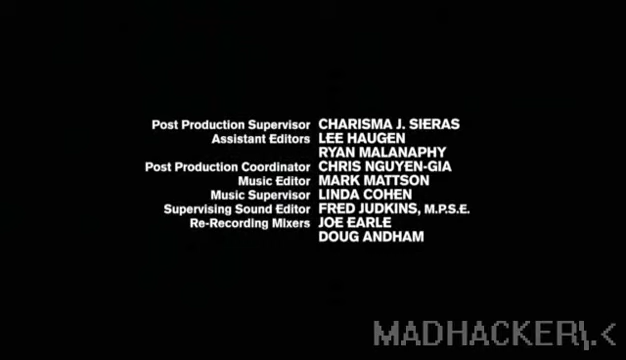 Post Production Supervisor CHARISMA J. SIERAS
Assistant Editors LEE HAUGEN
RYAN MALANAPHY
Post Production Coordinator CHRIS NGUYEN-GIA
Music Editor MARK MATTSON
Music Supervisor LINDA COHEN
Supervising Sound Editor FRED JUDKINS, M.P.S.E.
Re-Recording Mixers JOE EARLE
DOUG ANDHAM
MADHACKER\.<